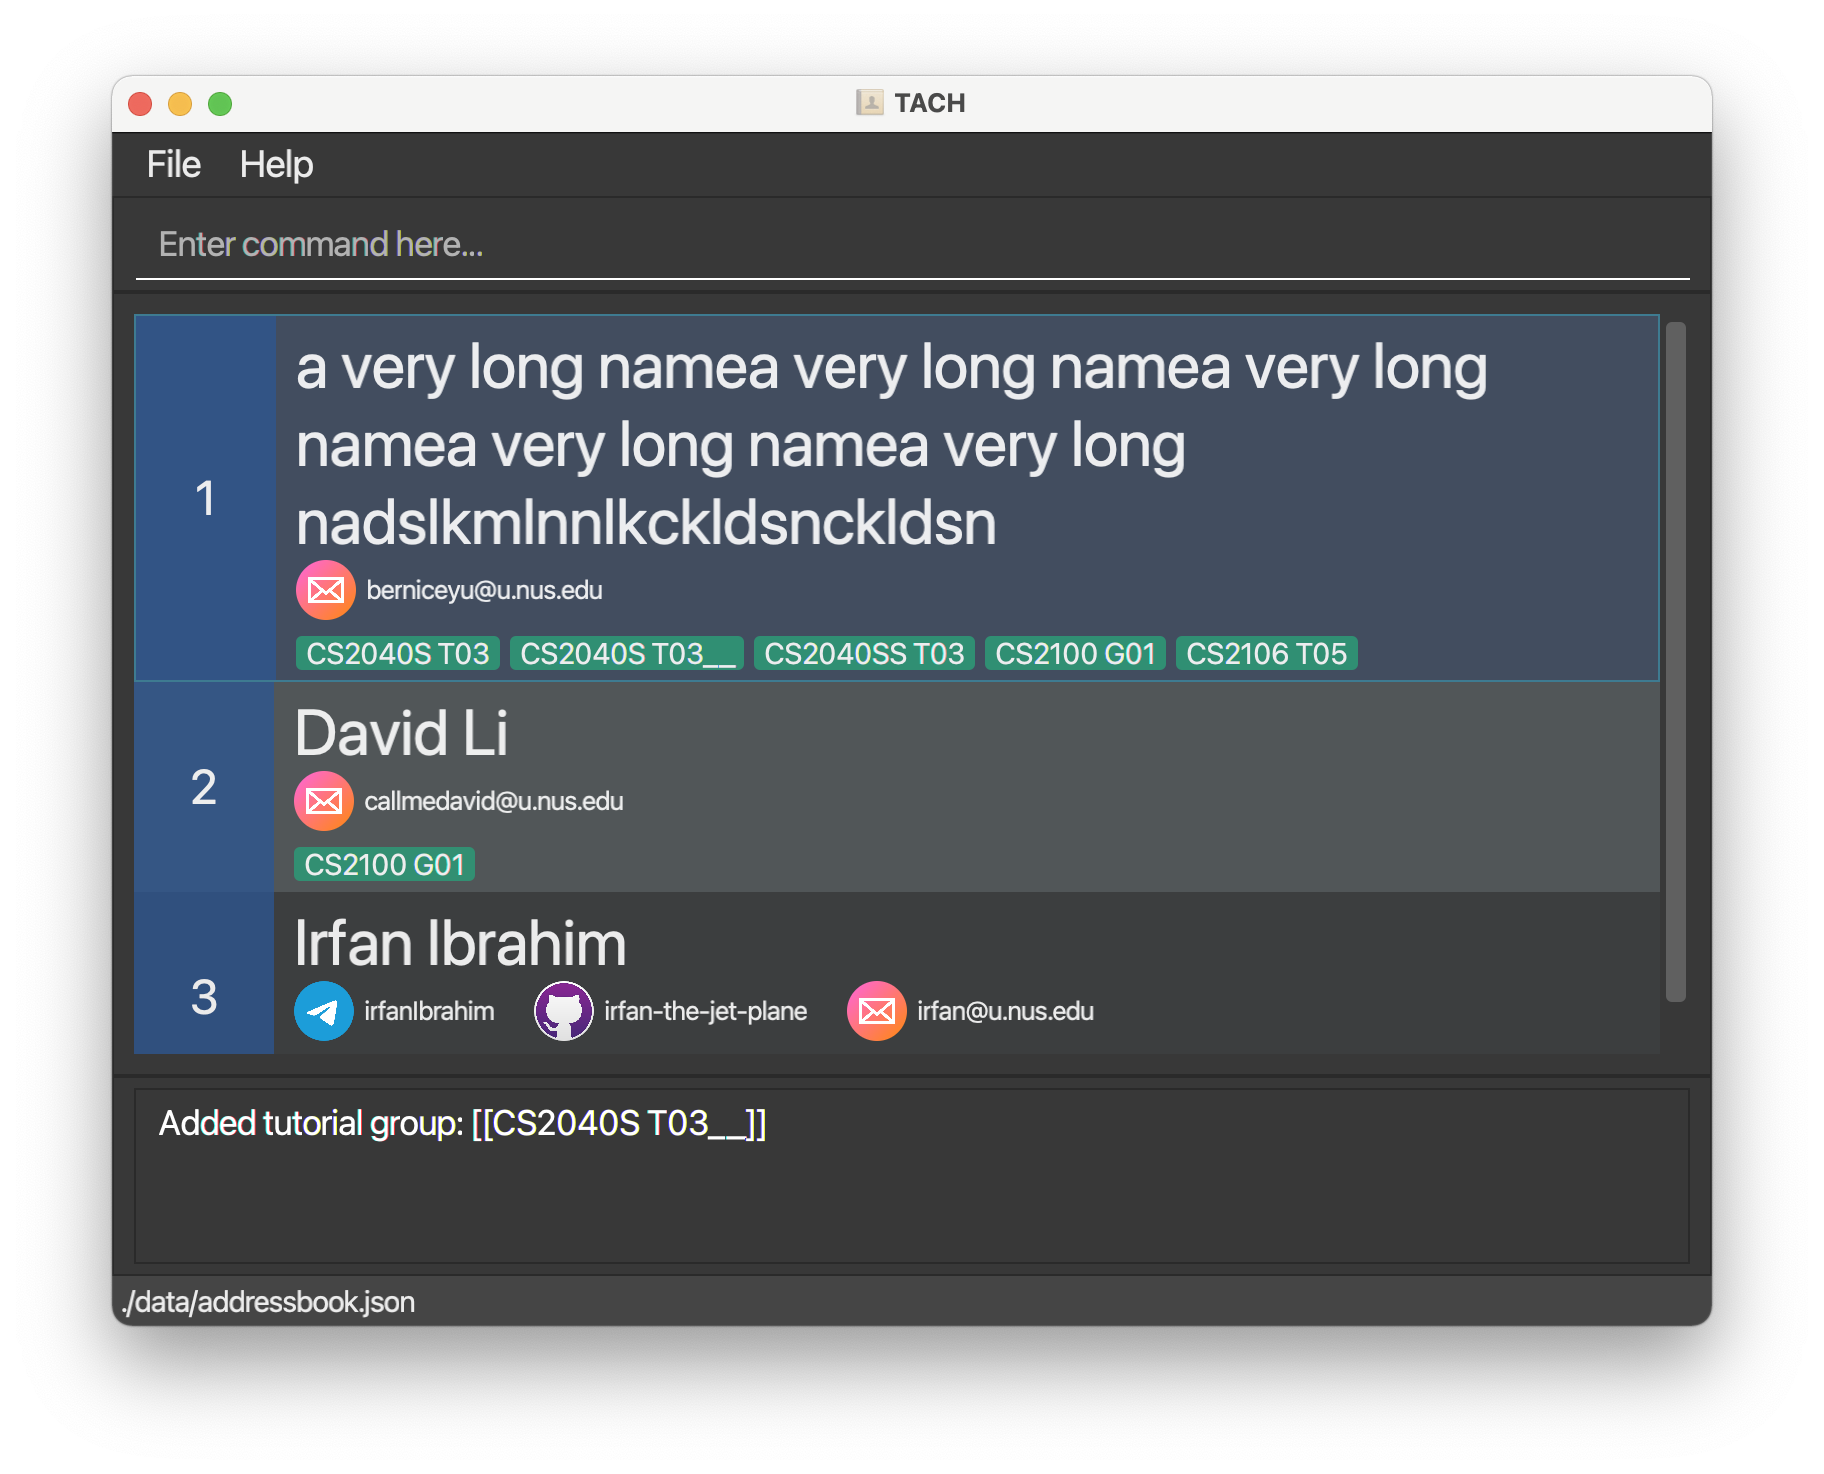 TACH
File Help
Enter command here...
1
a very long namea very long namea very long
namea very long namea very long
nadslkmlnnlkckldsnckldsn
berniceyu@u.nus.edu
CS2040S T03 CS2040S T03__ CS2040SS T03 CS2100 G01 CS2106 T05
2
David Li
callmedavid@u.nus.edu
CS2100 G01
3
Irfan Ibrahim
irfanIbrahim irfan-the-jet-plane irfan@u.nus.edu
Added tutorial group: [[CS2040S T03__]]
./data/addressbook.json